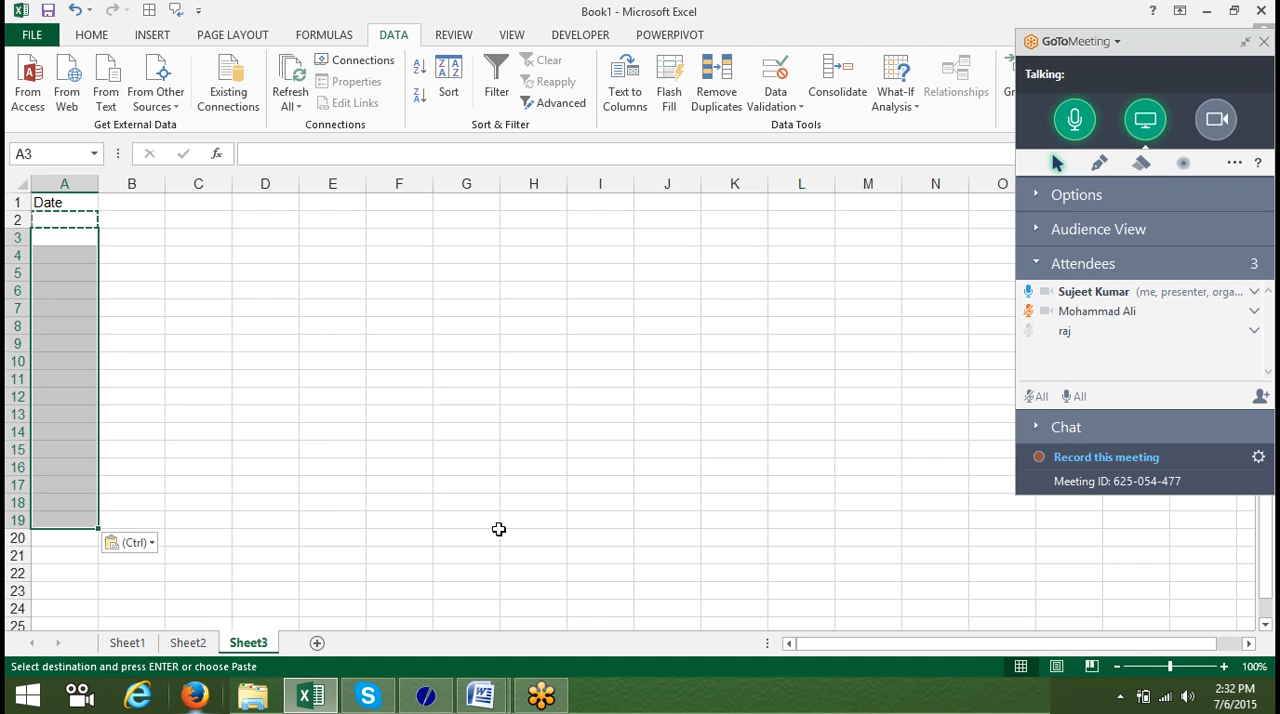 Book1 - Microsoft Excel
?
FILE HOME INSERT PAGE LAYOUT FORMULAS DATA REVIEW VIEW DEVELOPER POWERPIVOT
From Access
From Web
From Text
From Other Sources
Existing Connections
Get External Data
Refresh All
Connections
Properties
Edit Links
Connections
A Z
Z A
Z A A Z
Sort
Filter
Clear
Reapply
Advanced
Sort & Filter
Text to Columns
Flash Fill
Remove Duplicates
Data Validation
Consolidate
What-If Analysis
Relationships
Data Tools
A3
fx
A B C D E F G H I J K L M N O
1 Date
2
3
4
5
6
7
8
9
10
11
12
13
14
15
16
17
18
19
20
21
22
23
24
25
(Ctrl)
GoToMeeting
Talking:
?
Options
Audience View
Attendees 3
Sujeet Kumar (me, presenter, orga...
Mohammad Ali
raj
All All
Chat
Record this meeting
Meeting ID: 625-054-477
Sheet1 Sheet2 Sheet3
Select destination and press ENTER or choose Paste
100%
2:32 PM
7/6/2015